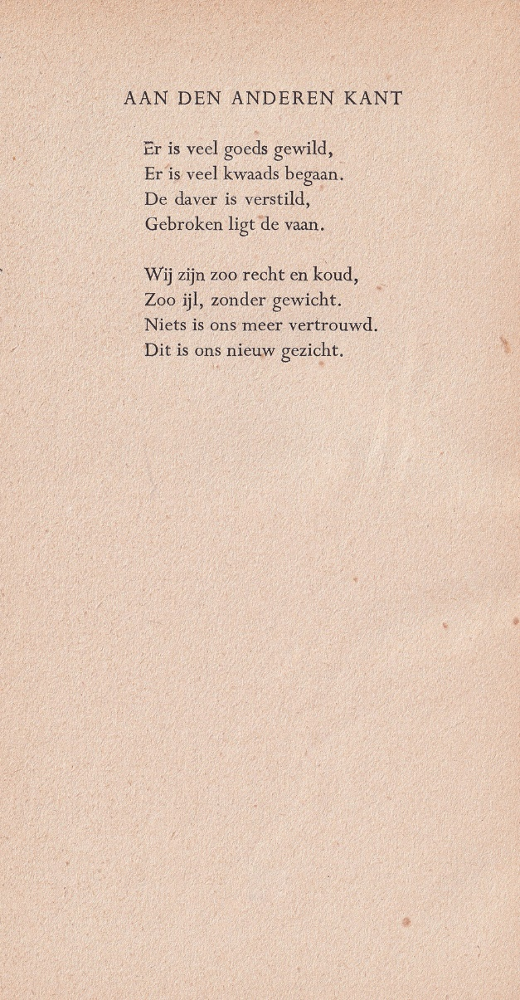 AAN DEN ANDEREN KANT
Er is veel goeds gewild,
Er is veel kwaads begaan.
De daver is verstild,
Gebroken ligt de vaan.
Wij zijn zoo recht en koud,
Zoo ijl, zonder gewicht.
Niets is ons meer vertrouwd.
Dit is ons nieuw gezicht.